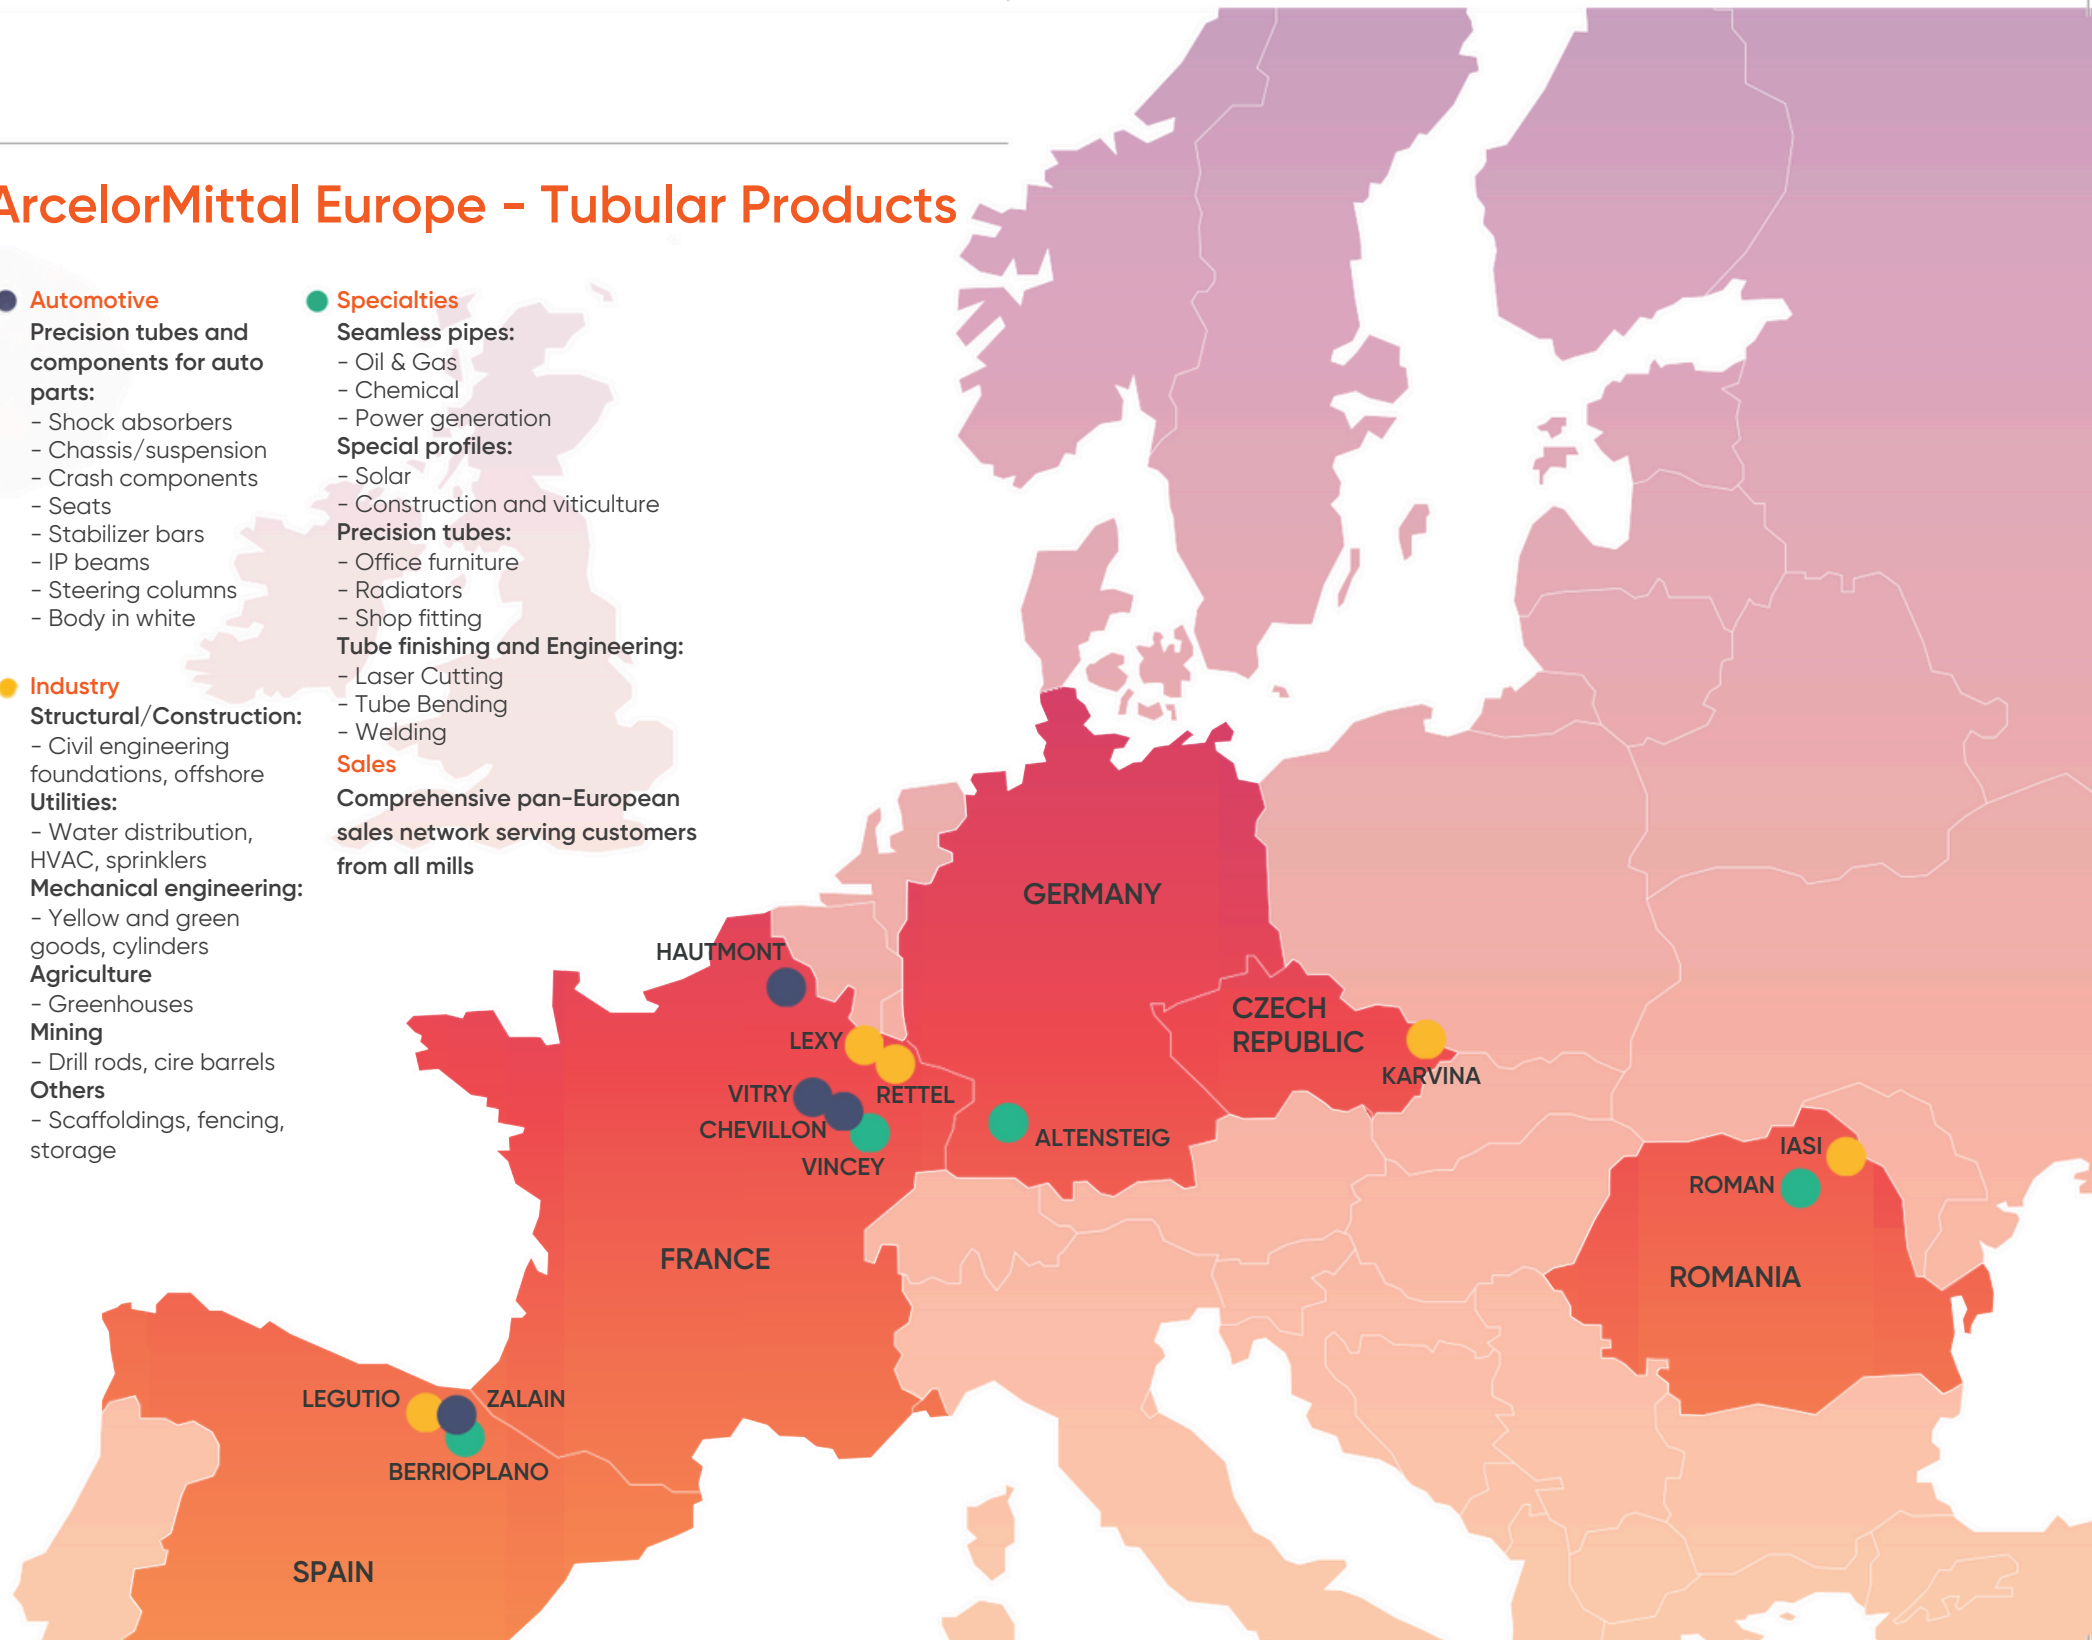 ArcelorMittal Europe - Tubular Products
Automotive
Precision tubes and
components for auto
parts:
- Shock absorbers
- Chassis/suspension
- Crash components
- Seats
- Stabilizer bars
- IP beams
- Steering columns
- Body in white
Industry
Structural/Construction:
- Civil engineering
foundations, offshore
Utilities:
- Water distribution,
HVAC, sprinklers
Mechanical engineering:
- Yellow and green
goods, cylinders
Agriculture
- Greenhouses
Mining
- Drill rods, cire barrels
Others
- Scaffoldings, fencing,
storage
Specialties
Seamless pipes:
- Oil & Gas
- Chemical
- Power generation
Special profiles:
- Solar
- Construction and viticulture
Precision tubes:
- Office furniture
- Radiators
- Shop fitting
Tube finishing and Engineering:
- Laser Cutting
- Tube Bending
- Welding
Sales
Comprehensive pan-European
sales network serving customers
from all mills
GERMANY
HAUTMONT
CZECH
REPUBLIC
LEXY
KARVINA
VITRY
RETTEL
CHEVILLON
ALTENSTEIG
VINCEY
IASI
ROMAN
FRANCE
ROMANIA
LEGUTIO
ZALAIN
BERRIOPLANO
SPAIN